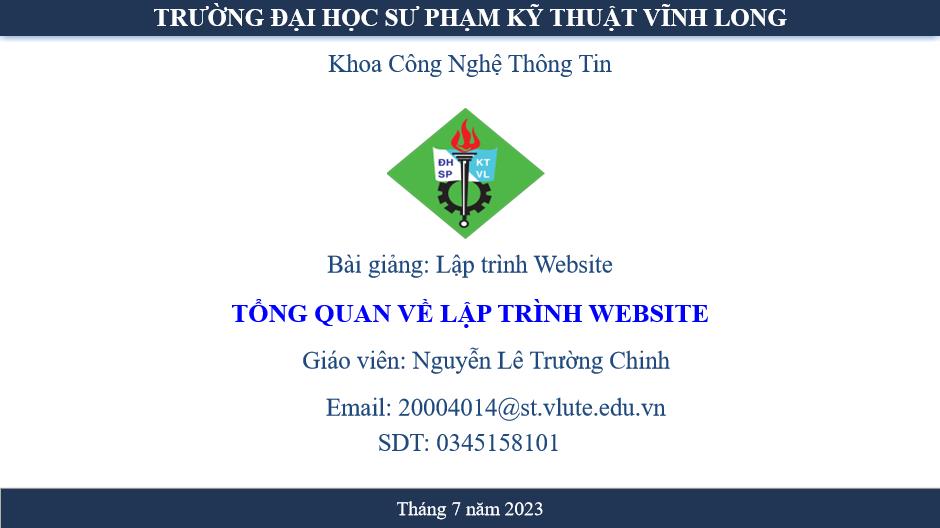 TRƯỜNG ĐẠI HỌC SƯ PHẠM KỸ THUẬT VĨNH LONG
Khoa Công Nghệ Thông Tin
ĐH KT
SP VL
Bài giảng: Lập trình Website
TỔNG QUAN VỀ LẬP TRÌNH WEBSITE
Giáo viên: Nguyễn Lê Trường Chinh
Email: 20004014@st.vlute.edu.vn
SDT: 0345158101
Tháng 7 năm 2023